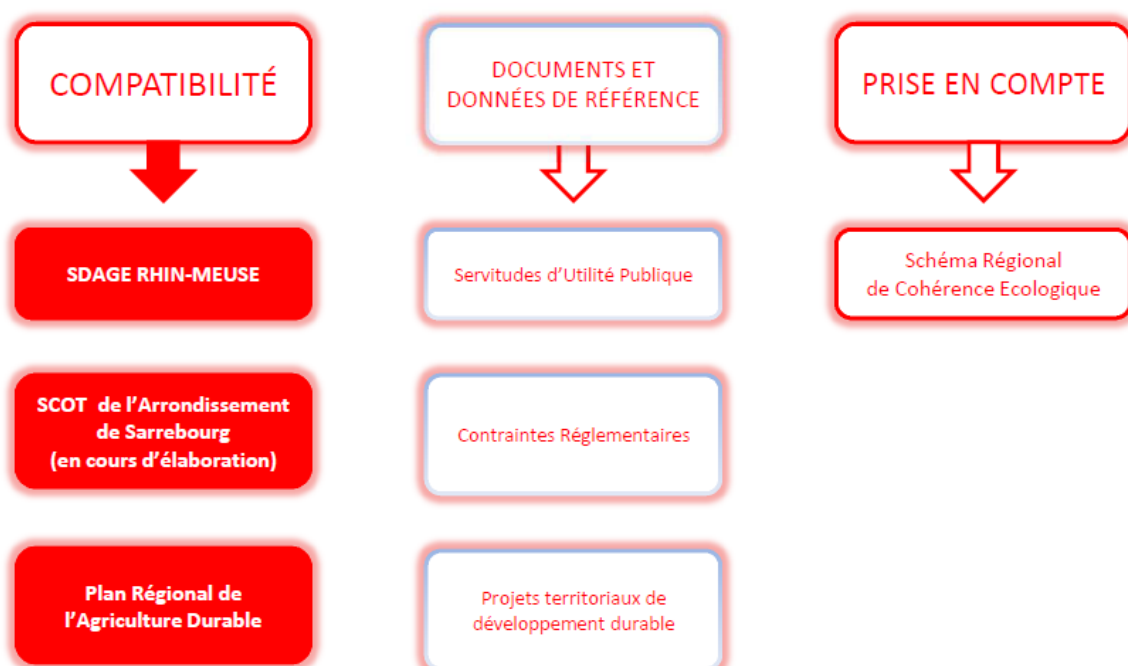 COMPATIBILITÉ
SDAGE RHIN-MEUSE
SCOT de l’Arrondissement
de Sarrebourg
(en cours d’élaboration)
Plan Régional de
l’Agriculture Durable
DOCUMENTS ET
DONNÉES DE RÉFÉRENCE
Servitudes d’Utilité Publique
Contraintes Réglementaires
Projets territoriaux de
développement durable
PRISE EN COMPTE
Schéma Régional
de Cohérence Ecologique